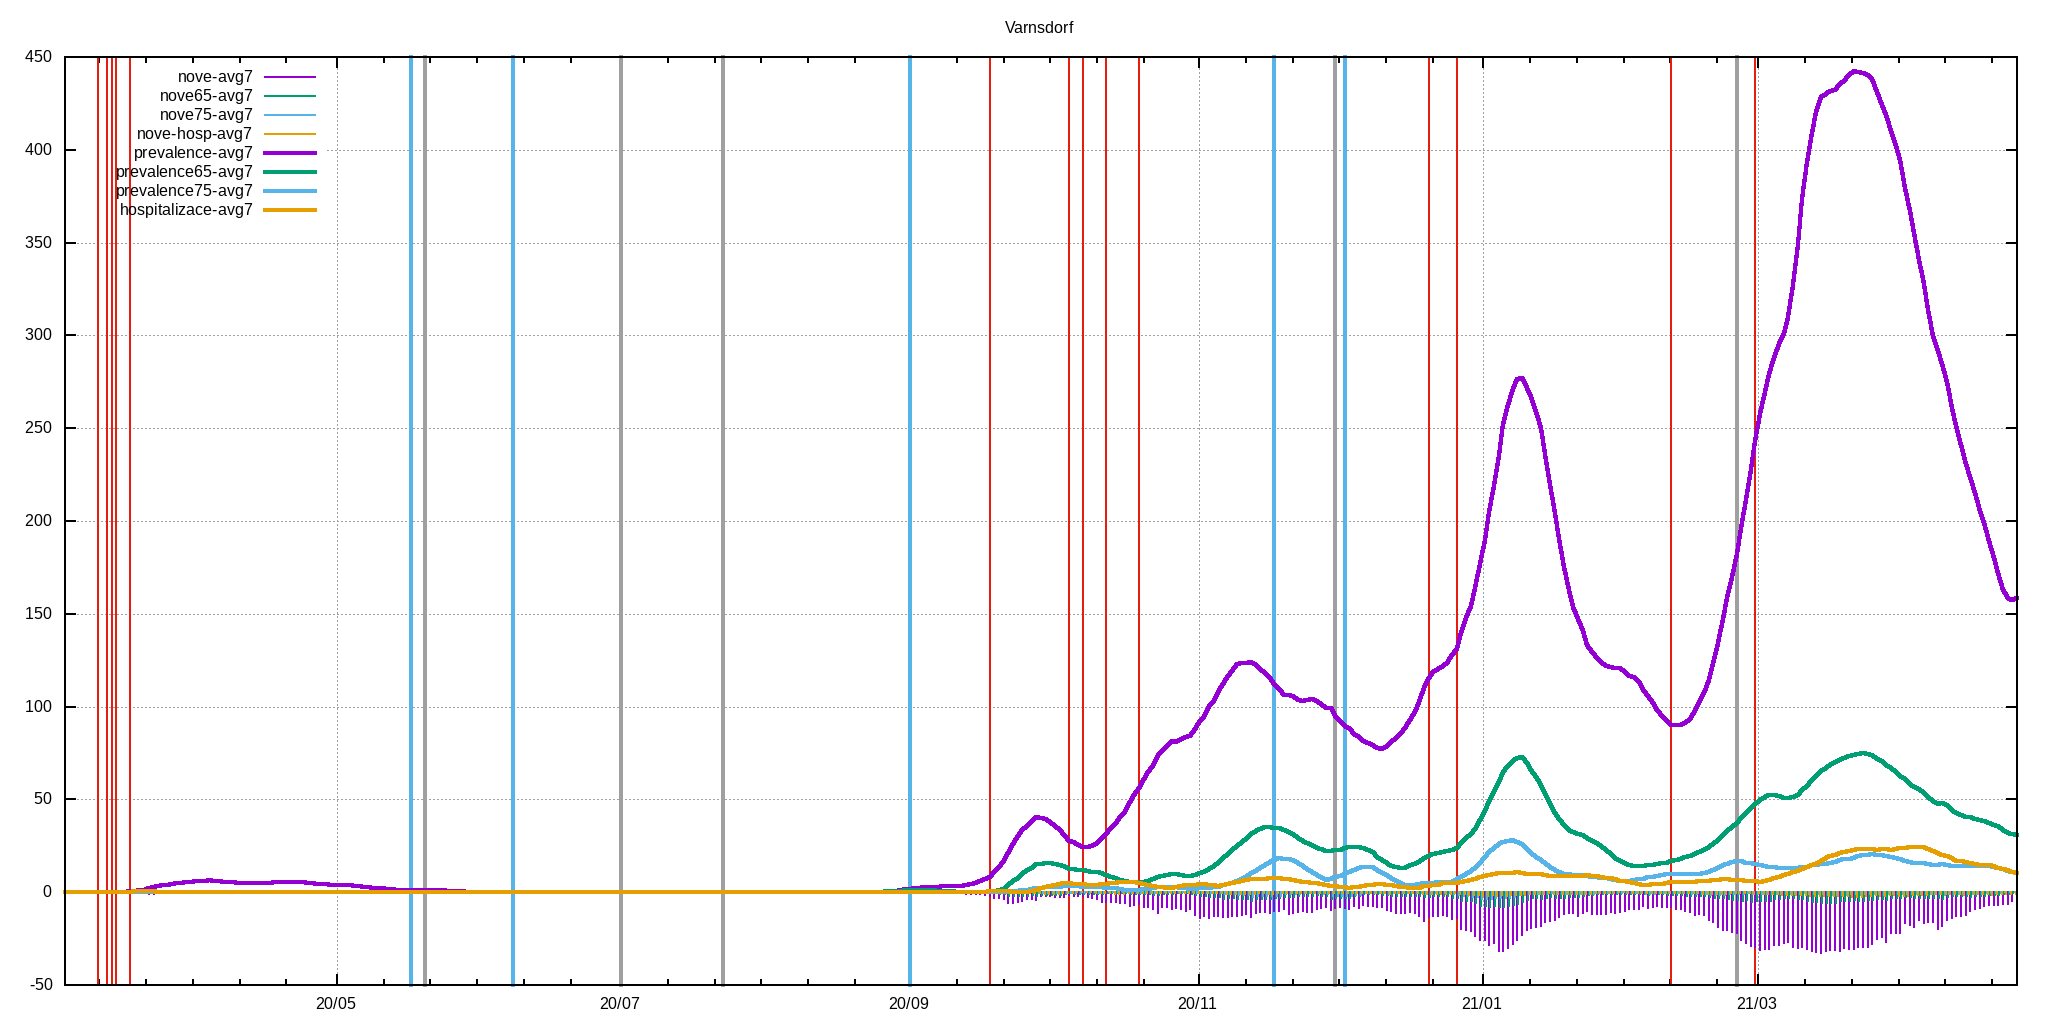 Varnsdorf
450
400
350
300
250
200
150
100
50
0
-50
nove-avg7
nove65-avg7
nove75-avg7
nove-hosp-avg7
prevalence-avg7
prevalence65-avg7
prevalence75-avg7
hospitalizace-avg7
20/05 20/07 20/09 20/11 21/01 21/03